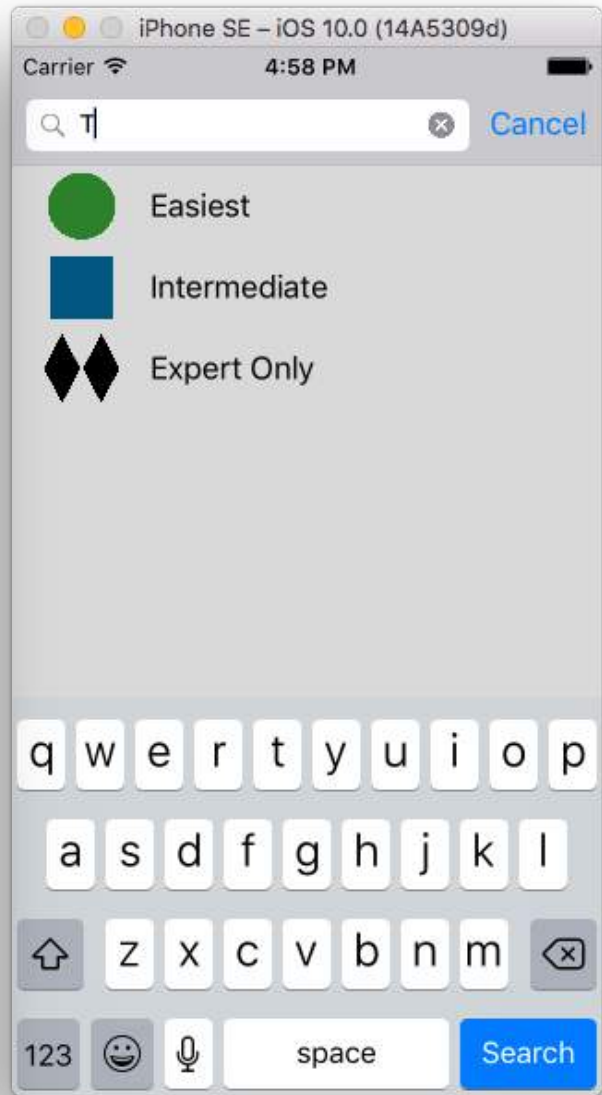 iPhone SE – iOS 10.0 (14A5309d)
Carrier 4:58 PM
T Cancel
Easiest
Intermediate
Expert Only
q w e r t y u i o p
a s d f g h j k l
z x c v b n m
123 space Search